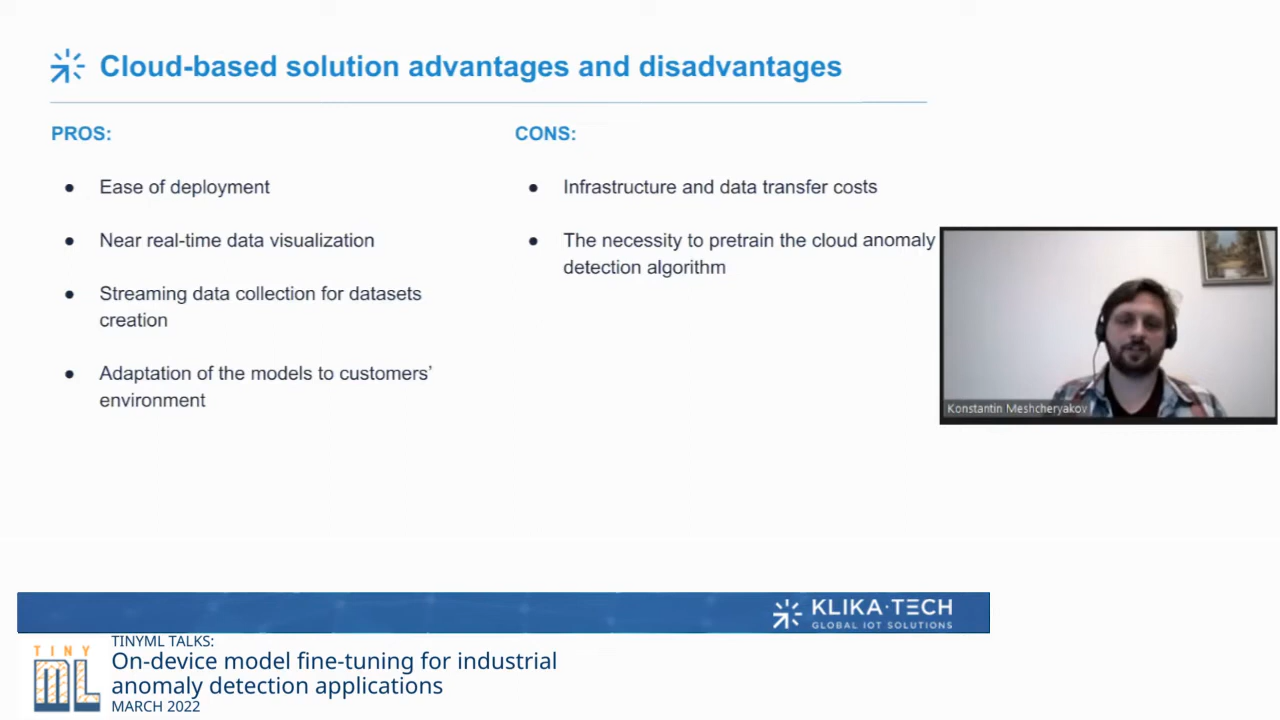 Cloud-based solution advantages and disadvantages
PROS:
● Ease of deployment
● Near real-time data visualization
● Streaming data collection for datasets
creation
● Adaptation of the models to customers’
environment
CONS:
● Infrastructure and data transfer costs
● The necessity to pretrain the cloud anomaly
detection algorithm
Konstantin Meshcheryakov
KLIKA·TECH
GLOBAL IOT SOLUTIONS
TINY
ML
TINYML TALKS:
On-device model fine-tuning for industrial
anomaly detection applications
MARCH 2022